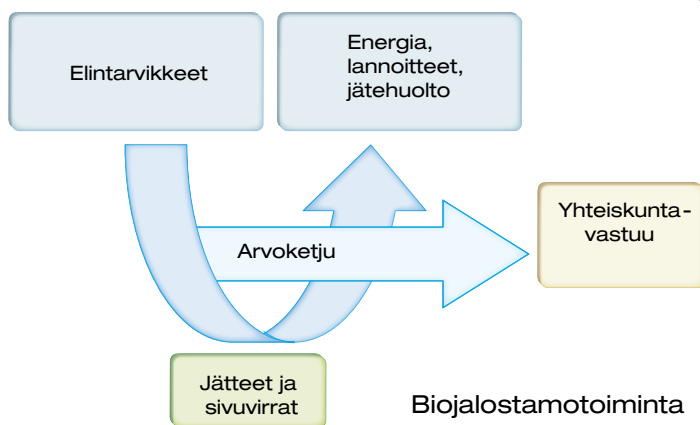 Elintarvikkeet
Energia,
lannoitteet,
jätehuolto
Arvoketju
Yhteiskunta-
vastuu
Jätteet ja
sivuvirrat
Biojalostamotoiminta